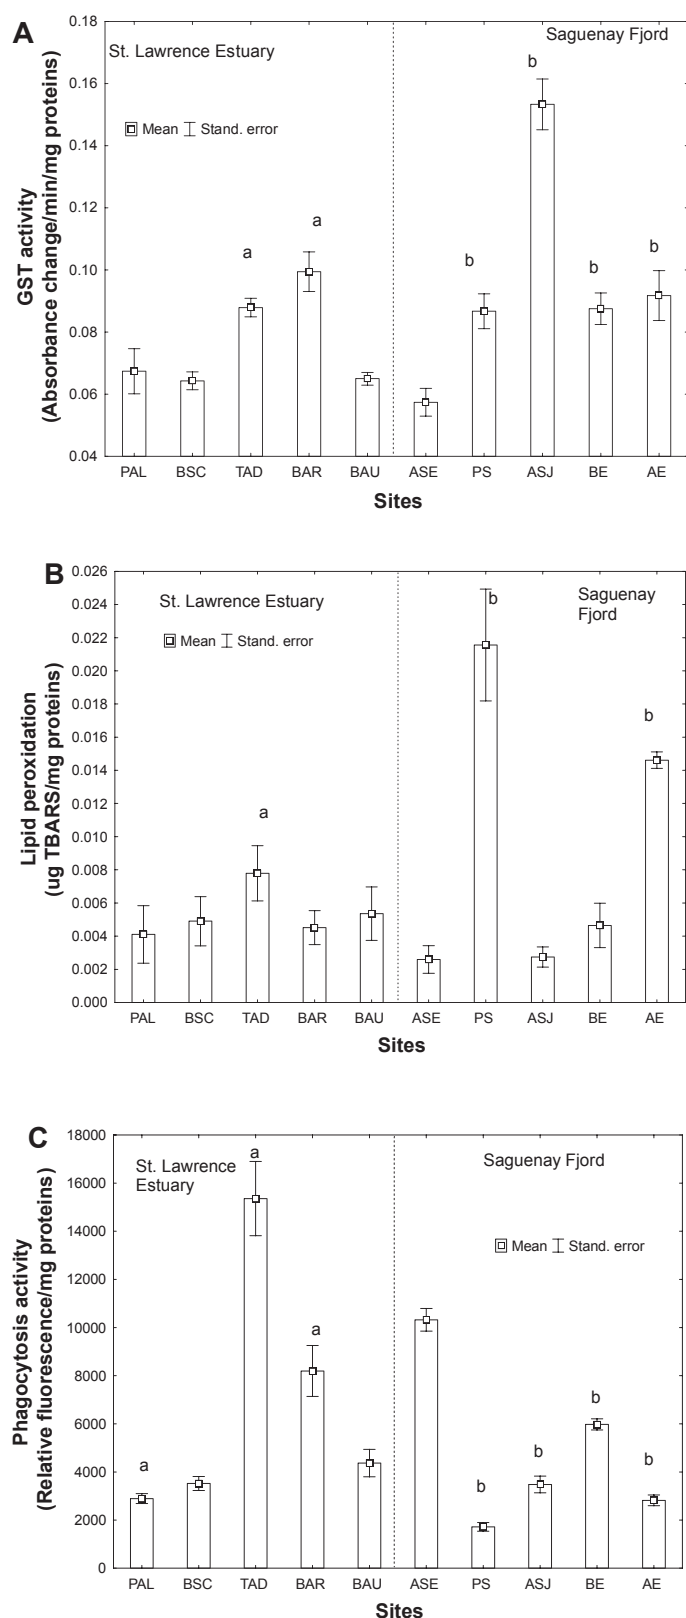 A
St. Lawrence Estuary
Saguenay Fjord
Mean Stand. error
GST activity
(Absorbance change/min/mg proteins)
0.18
0.16
0.14
0.12
0.10
0.08
0.06
0.04
a
a
b
b
b
b
PAL BSC TAD BAR BAU ASE PS ASJ BE AE
Sites
B
St. Lawrence Estuary
Saguenay
Fjord
Mean Stand. error
Lipid peroxidation
(ug TBARS/mg proteins)
0.026
0.024
0.022
0.020
0.018
0.016
0.014
0.012
0.010
0.008
0.006
0.004
0.002
0.000
a
b
b
PAL BSC TAD BAR BAU ASE PS ASJ BE AE
Sites
C
St. Lawrence
Estuary
Saguenay Fjord
Mean Stand. error
Phagocytosis activity
(Relative fluorescence/mg proteins)
18000
16000
14000
12000
10000
8000
6000
4000
2000
0
a
a
a
b
b
b
b
PAL BSC TAD BAR BAU ASE PS ASJ BE AE
Sites